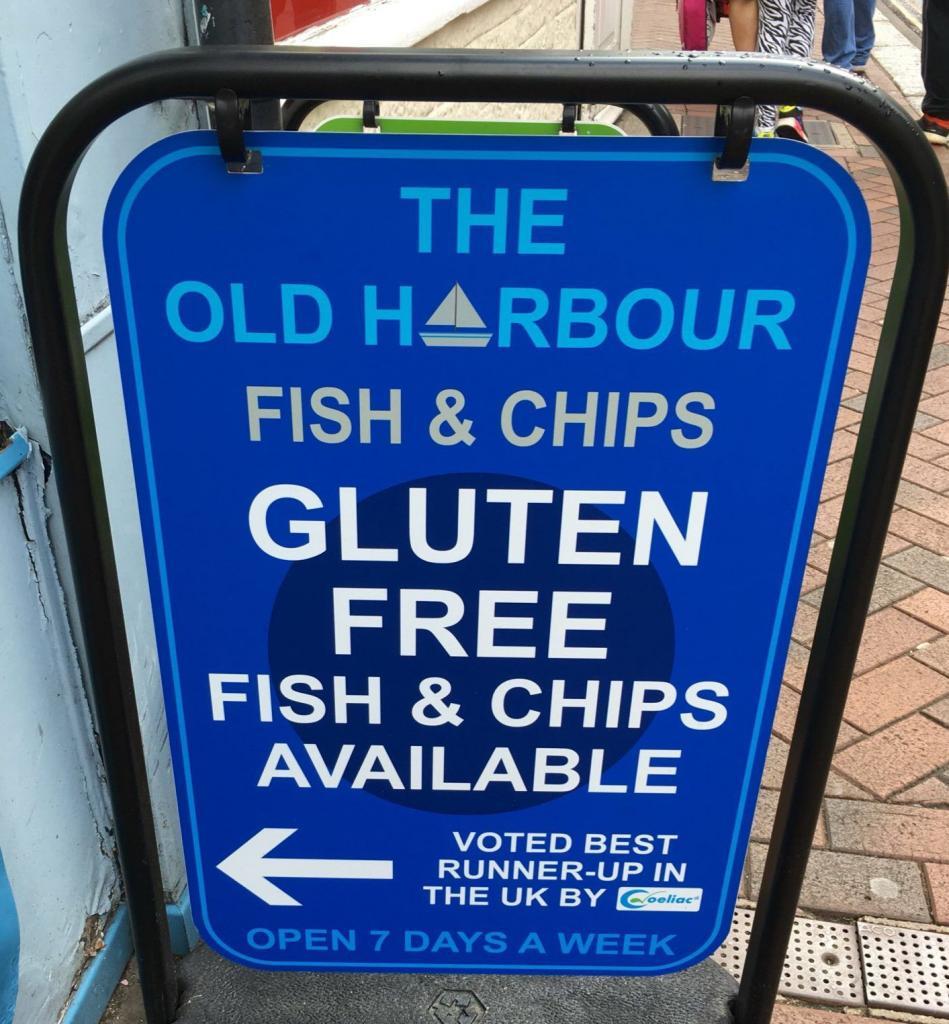 THE
OLD HARBOUR
FISH & CHIPS
GLUTEN
FREE
FISH & CHIPS
AVAILABLE
VOTED BEST
RUNNER-UP IN
THE UK BY Coeliac
OPEN 7 DAYS A WEEK